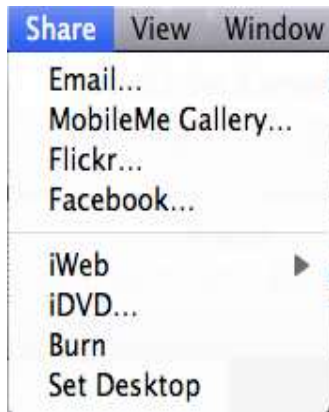 Share View Window
Email...
MobileMe Gallery...
Flickr...
Facebook...
iWeb
iDVD...
Burn
Set Desktop